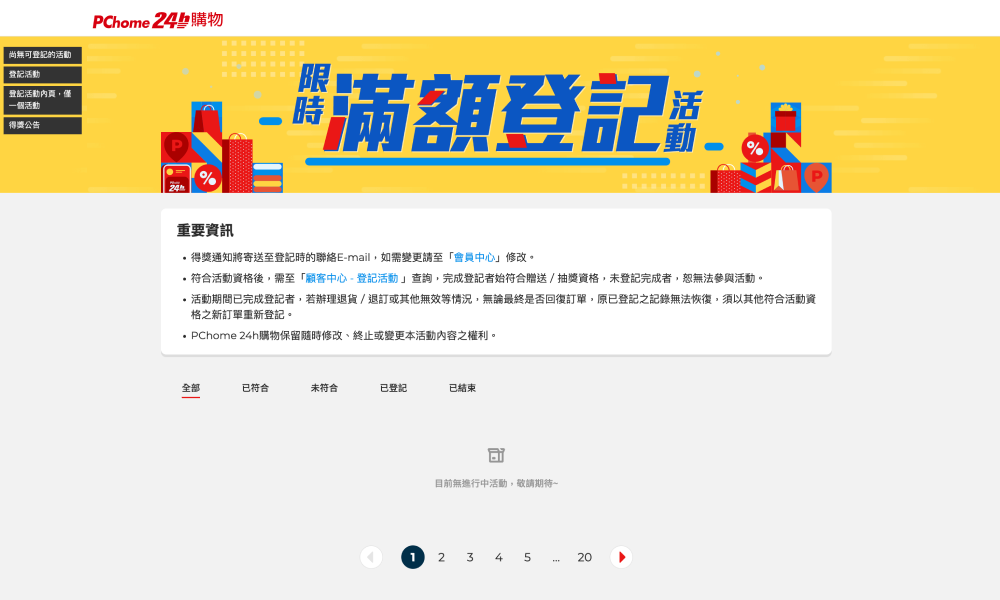 PChome 24h購物
尚無可登記的活動
登記活動
登記活動內頁,僅
一個活動
得獎公告
限時
滿額登記
活動
P
%
PChome
24h
%
P
重要資訊
• 得獎通知將寄送至登記時的聯絡E-mail,如需變更請至「會員中心」修改。
• 符合活動資格後,需至「顧客中心 - 登記活動 」查詢,完成登記者始符合贈送 / 抽獎資格,未登記完成者,恕無法參與活動。
• 活動期間已完成登記者,若辦理退貨 / 退訂或其他無效等情況,無論最終是否回復訂單,原已登記之記錄無法恢復,須以其他符合活動資
格之新訂單重新登記。
• PChome 24h購物保留隨時修改、終止或變更本活動內容之權利。
全部 已符合 未符合 已登記 已結束
目前無進行中活動,敬請期待~
1 2 3 4 5 ... 20